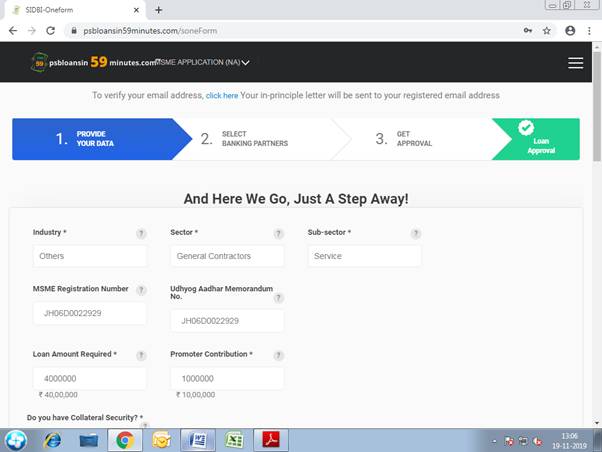 SIDBI-Oneform
psbloansin59minutes.com/soneForm
psbloansin 59 minutes.com MSME APPLICATION (NA)
To verify your email address, click here Your in-principle letter will be sent to your registered email address
1. PROVIDE YOUR DATA
2. SELECT BANKING PARTNERS
3. GET APPROVAL
Loan Approval
And Here We Go, Just A Step Away!
Industry * ? Sector * ? Sub-sector * ?
Others General Contractors Service
MSME Registration Number ? Udhyog Aadhar Memorandum No. ?
JH06D0022929 JH06D0022929
Loan Amount Required * ? Promoter Contribution * ?
4000000 1000000
₹ 40,00,000 ₹ 10,00,000
Do you have Collateral Security? * ?
13:06
19-11-2019